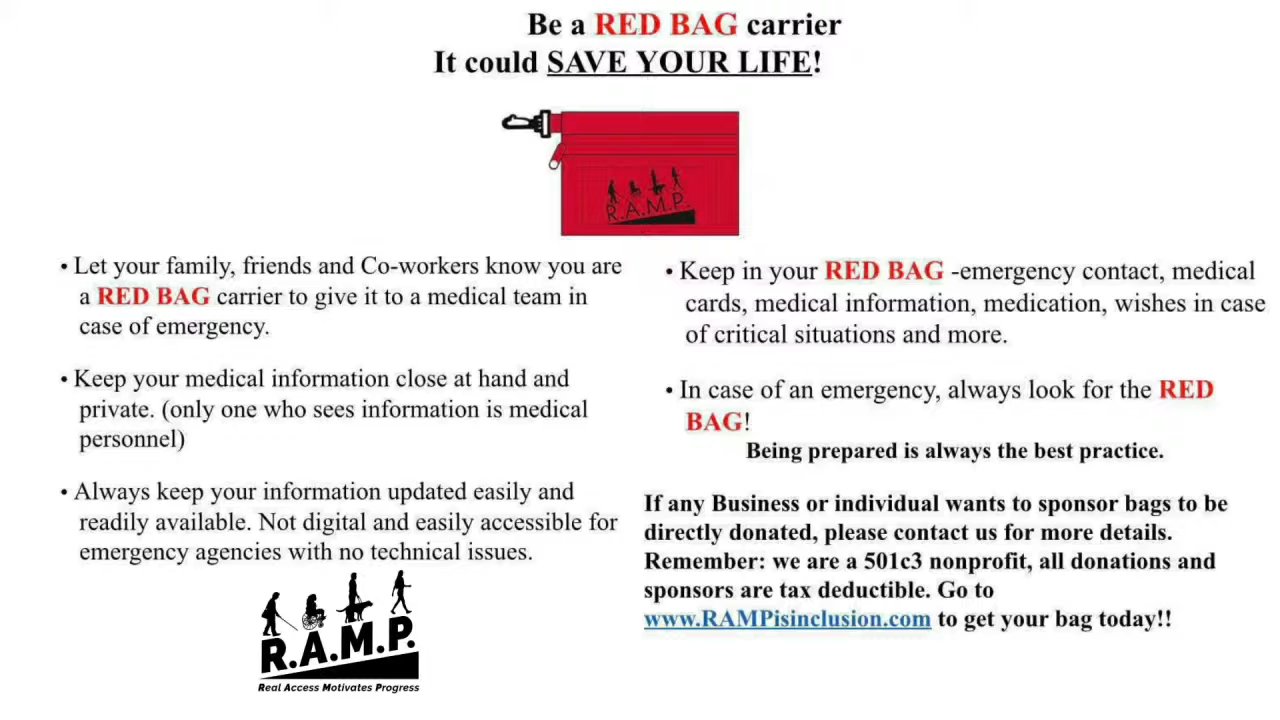 Be a RED BAG carrier
It could SAVE YOUR LIFE!
R.A.M.P.
• Let your family, friends and Co-workers know you are
a RED BAG carrier to give it to a medical team in
case of emergency.
• Keep your medical information close at hand and
private. (only one who sees information is medical
personnel)
• Always keep your information updated easily and
readily available. Not digital and easily accessible for
emergency agencies with no technical issues.
R.A.M.P.
Real Access Motivates Progress
• Keep in your RED BAG -emergency contact, medical
cards, medical information, medication, wishes in case
of critical situations and more.
• In case of an emergency, always look for the RED
BAG!
Being prepared is always the best practice.
If any Business or individual wants to sponsor bags to be
directly donated, please contact us for more details.
Remember: we are a 501c3 nonprofit, all donations and
sponsors are tax deductible. Go to
www.RAMPisinclusion.com to get your bag today!!